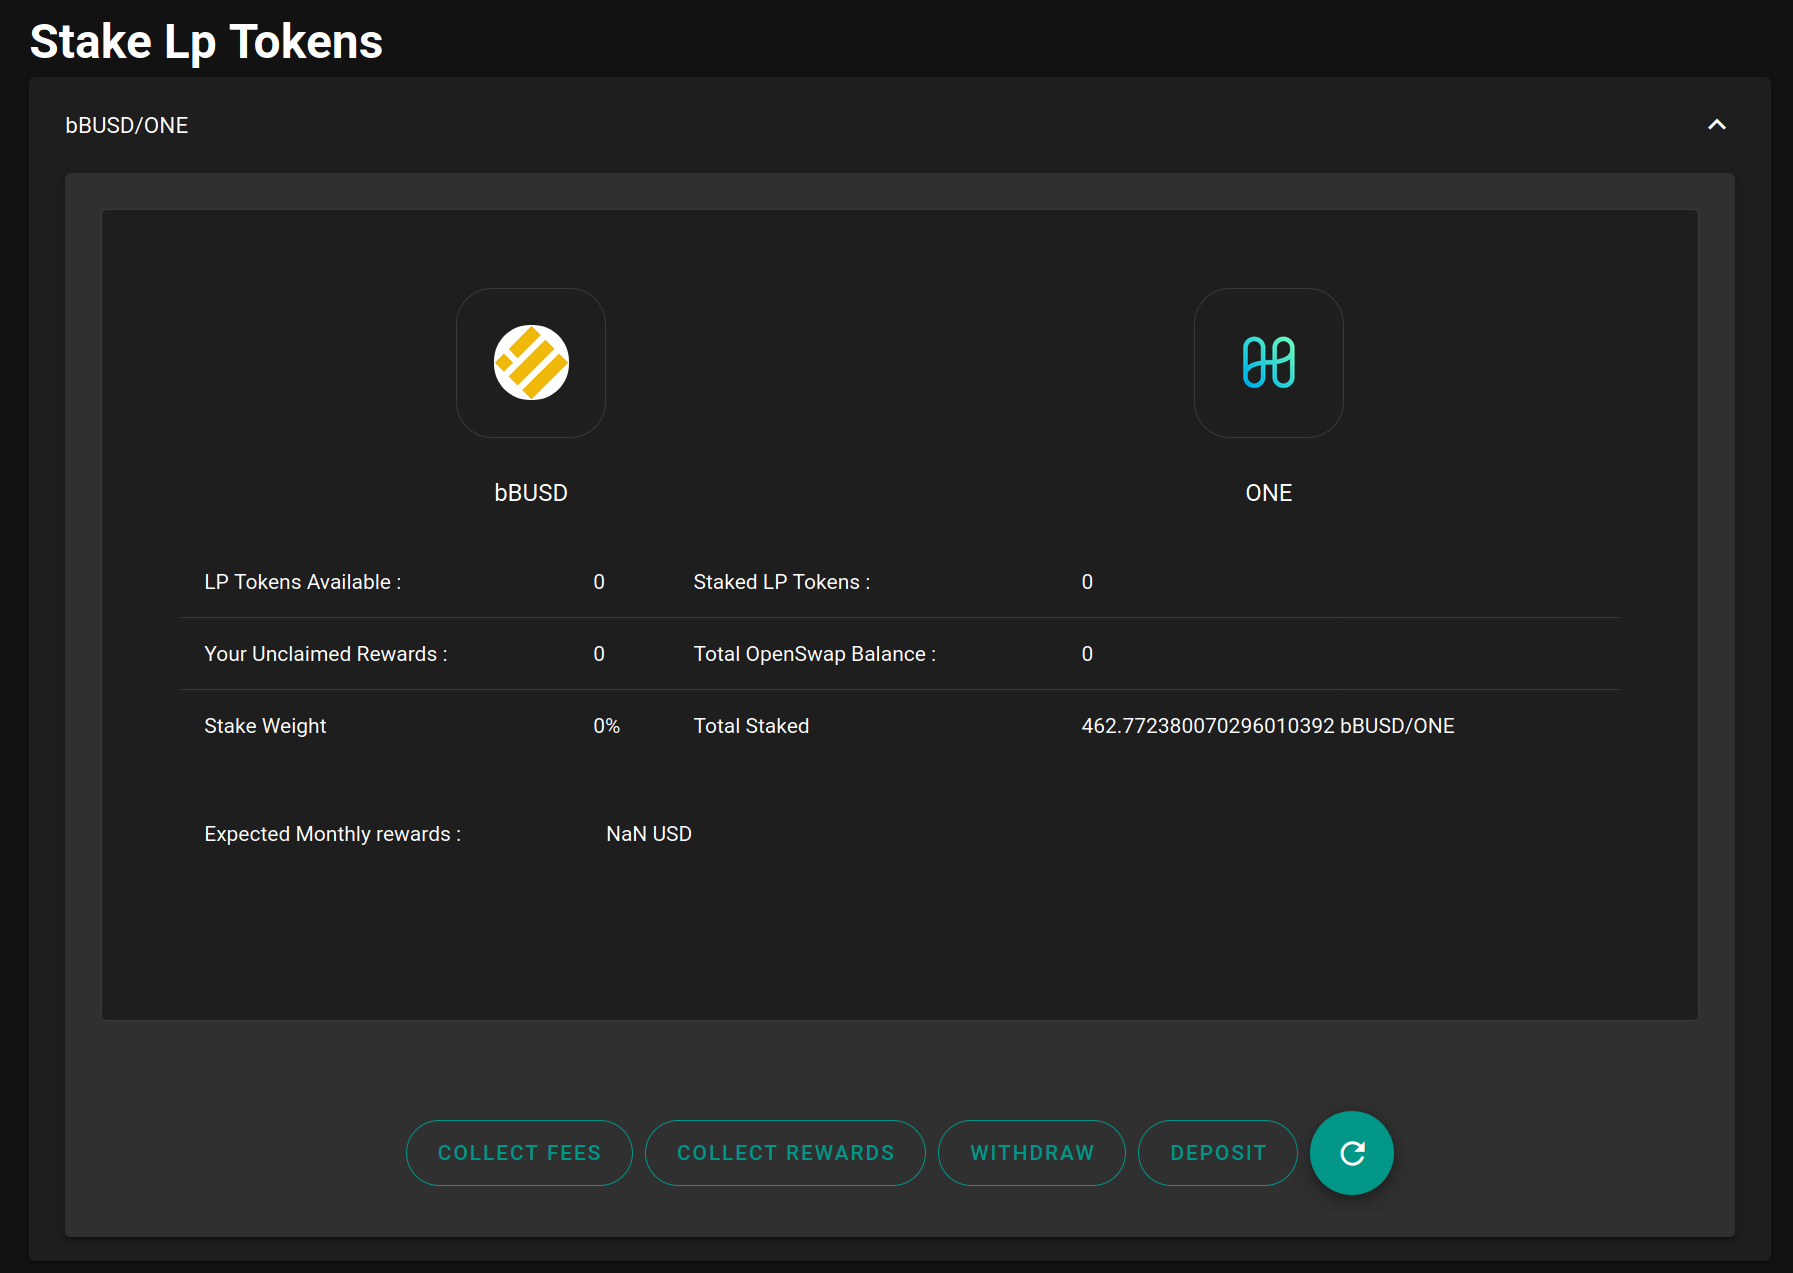 Stake Lp Tokens
bBUSD/ONE
bBUSD
ONE
LP Tokens Available : 0 Staked LP Tokens : 0
Your Unclaimed Rewards : 0 Total OpenSwap Balance : 0
Stake Weight 0% Total Staked 462.772380070296010392 bBUSD/ONE
Expected Monthly rewards : NaN USD
COLLECT FEES COLLECT REWARDS WITHDRAW DEPOSIT